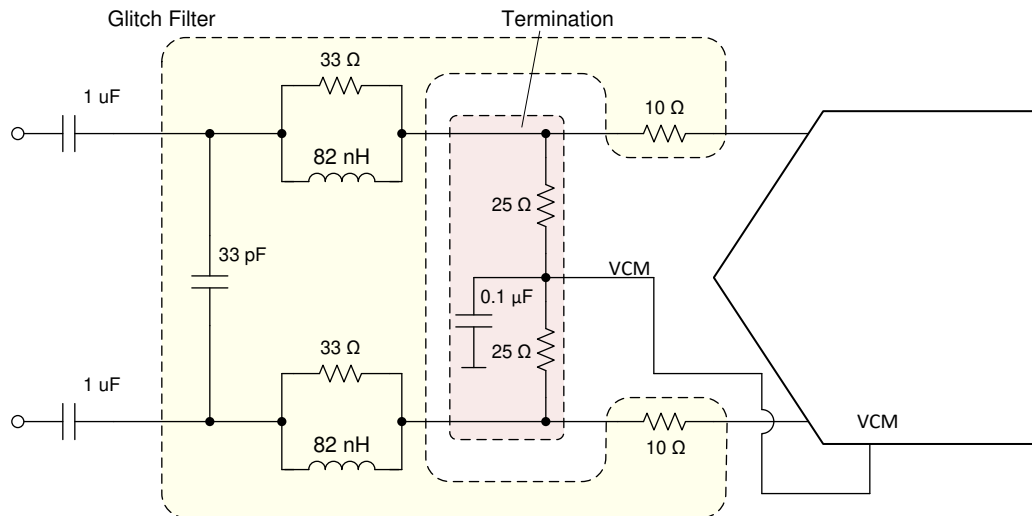 Glitch Filter
Termination
33 Ω
1 uF
10 Ω
82 nH
25 Ω
33 pF
VCM
0.1 µF
33 Ω
25 Ω
1 uF
VCM
82 nH
10 Ω